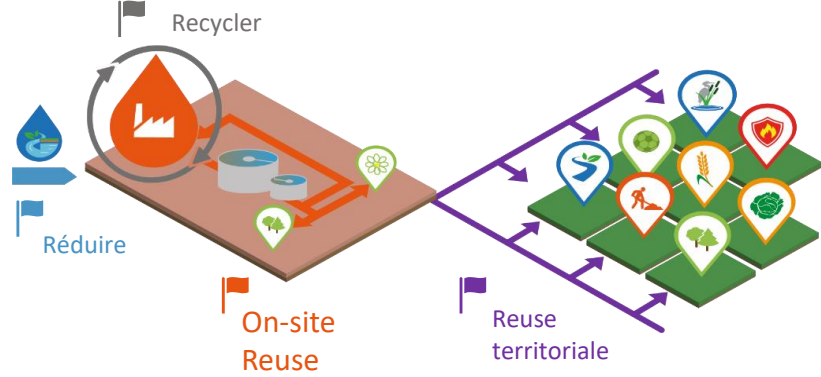 Recycler
Réduire
On-site
Reuse
Reuse
territoriale